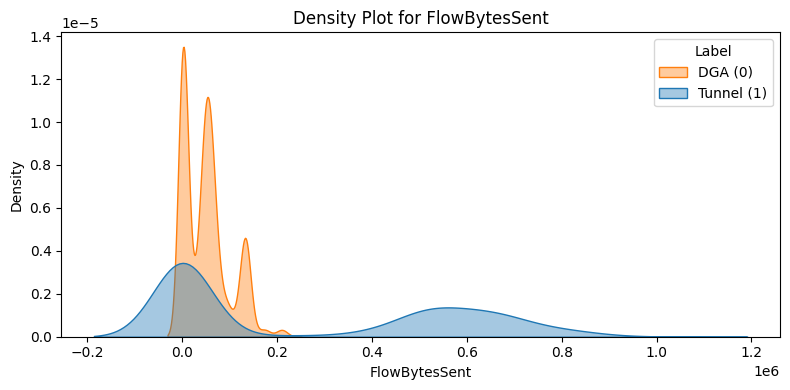 Density Plot for FlowBytesSent
1e−5
1.4
1.2
1.0
0.8
0.6
0.4
0.2
0.0
Density
Label
DGA (0)
Tunnel (1)
−0.2
0.0
0.2
0.4
0.6
0.8
1.0
1.2
1e6
FlowBytesSent